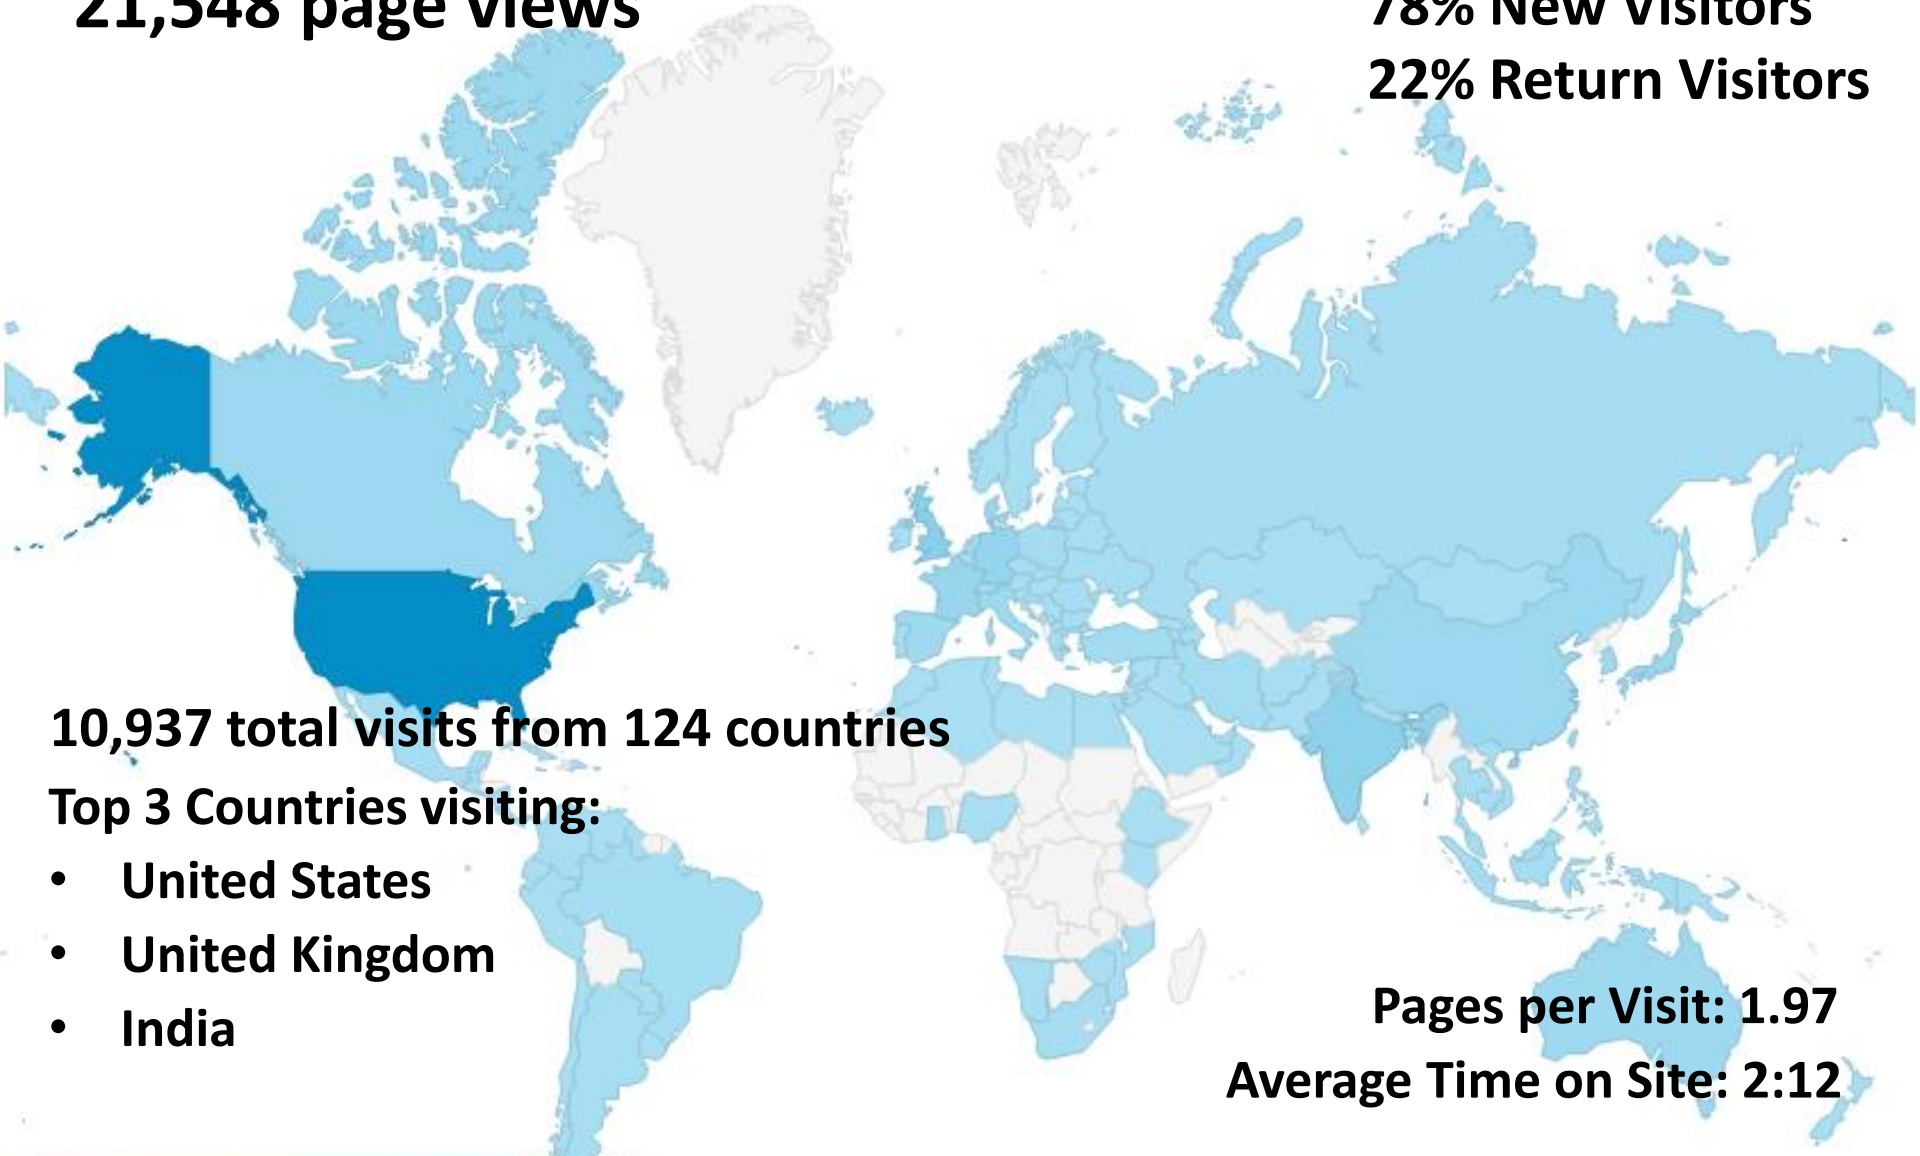 21,548 page views
78% New Visitors
22% Return Visitors
10,937 total visits from 124 countries
Top 3 Countries visiting:
• United States
• United Kingdom
• India
Pages per Visit: 1.97
Average Time on Site: 2:12